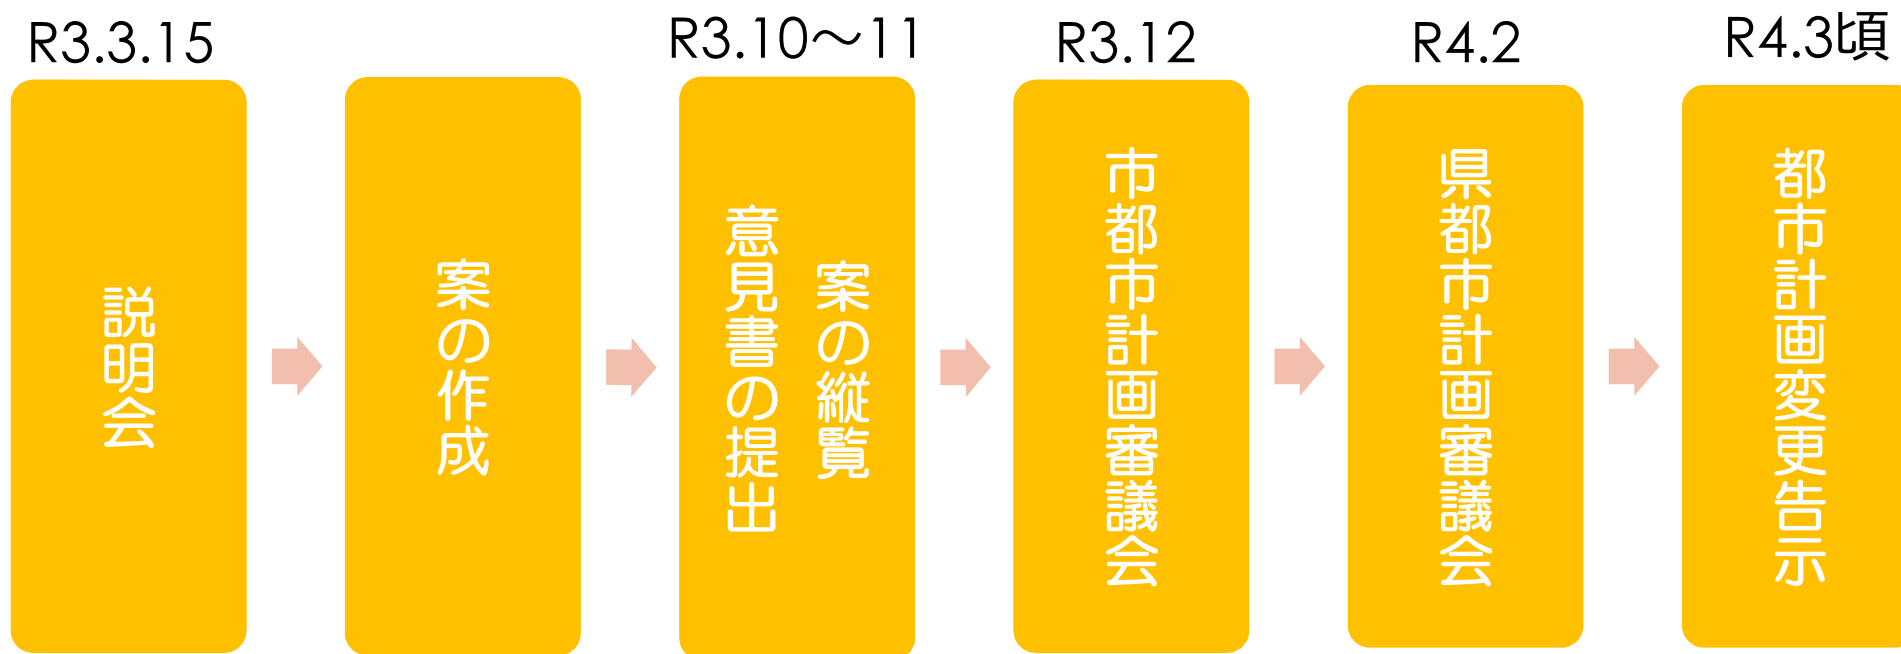 R3.3.15
説明会
案の作成
R3.10～11
案の縦覧
意見書の提出
R3.12
市都市計画審議会
R4.2
県都市計画審議会
R4.3頃
都市計画変更告示